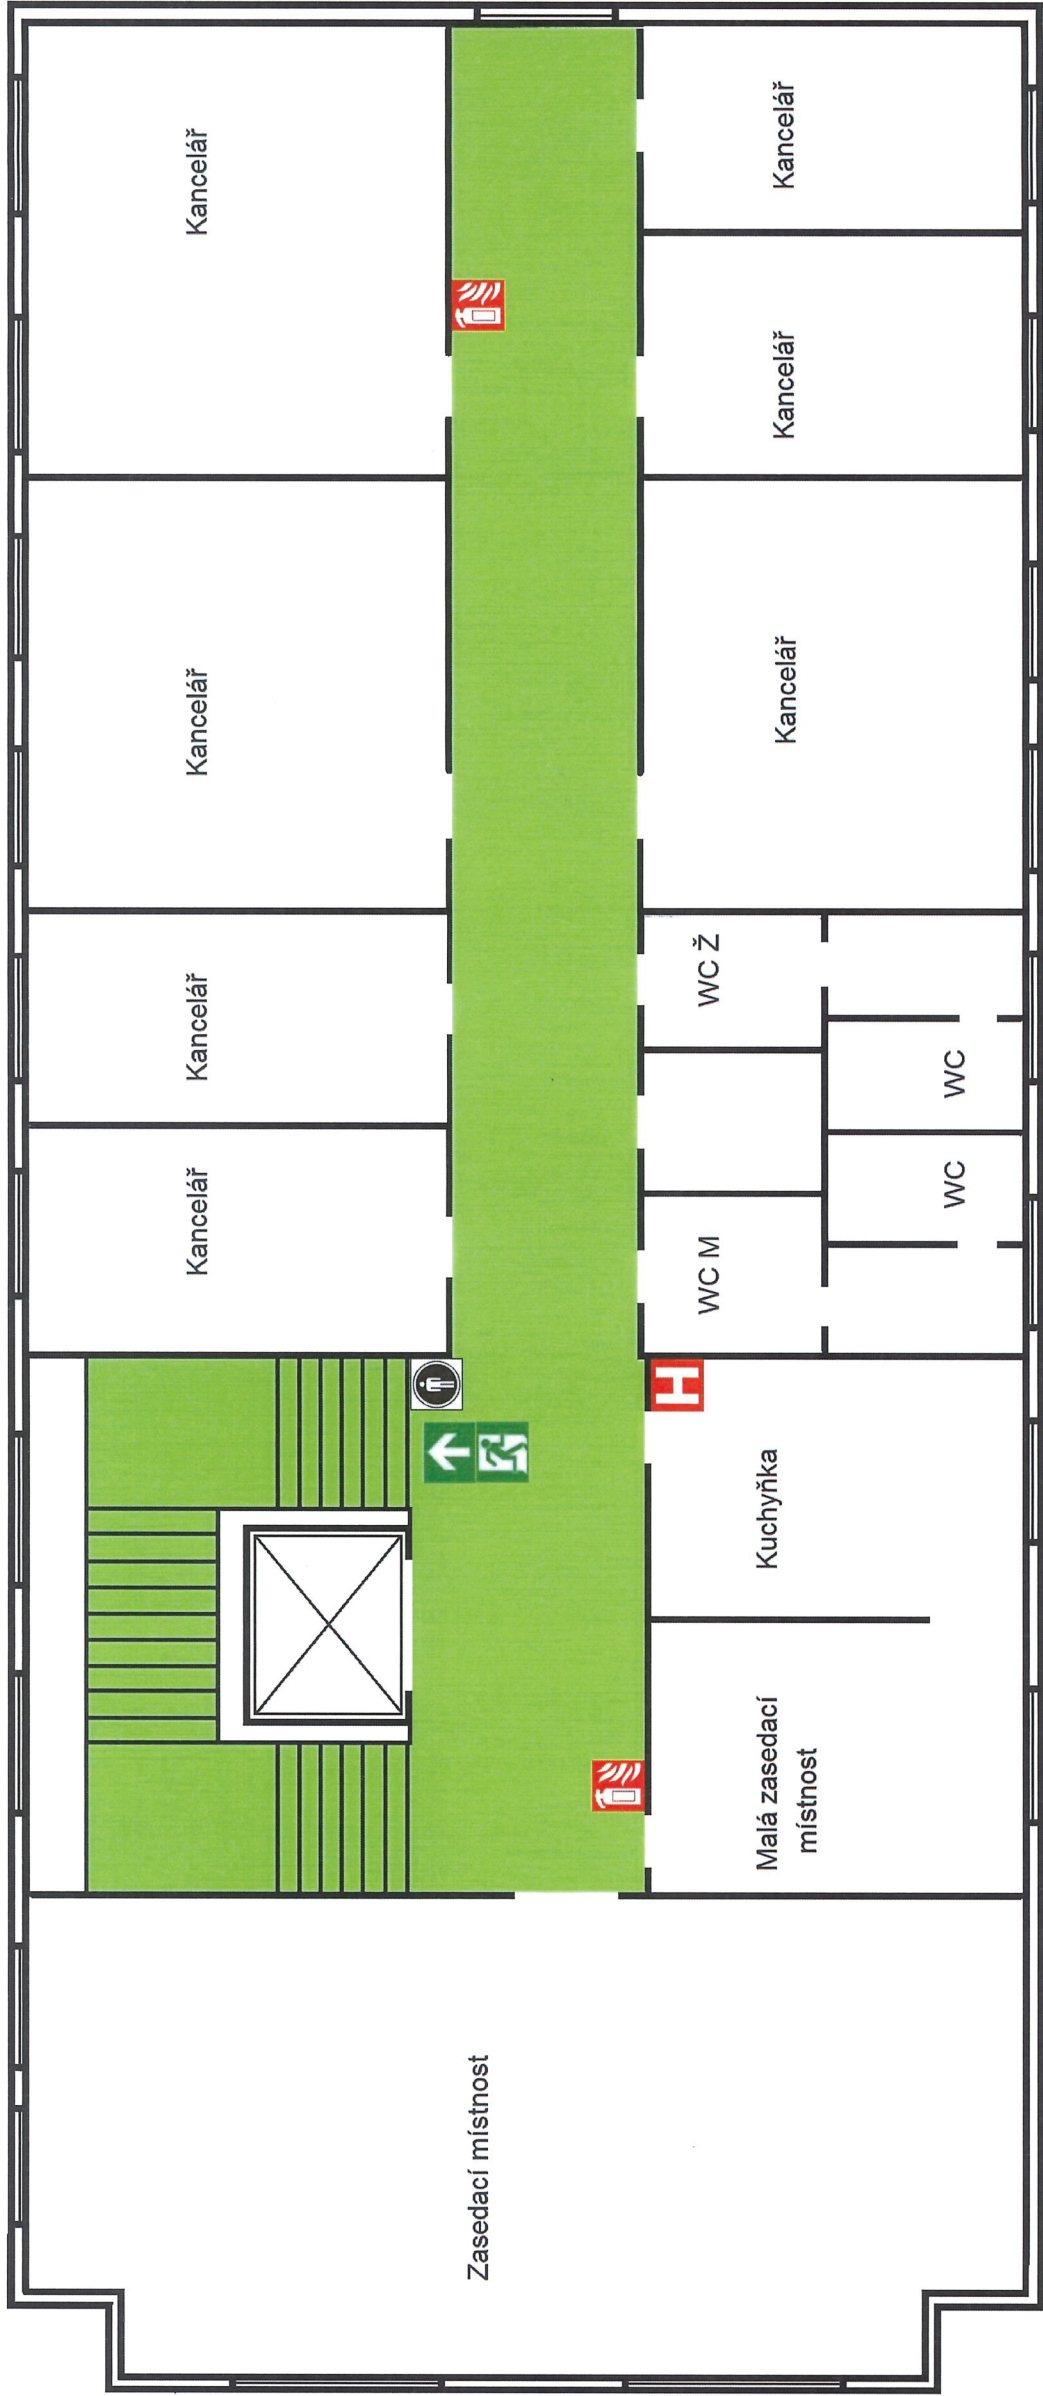 Zasedací místnost
Kancelář
Kancelář
Kancelář
Kancelář
Malá zasedací
místnost
Kuchyňka
H
WC M
WC Ž
WC
WC
Kancelář
Kancelář
Kancelář